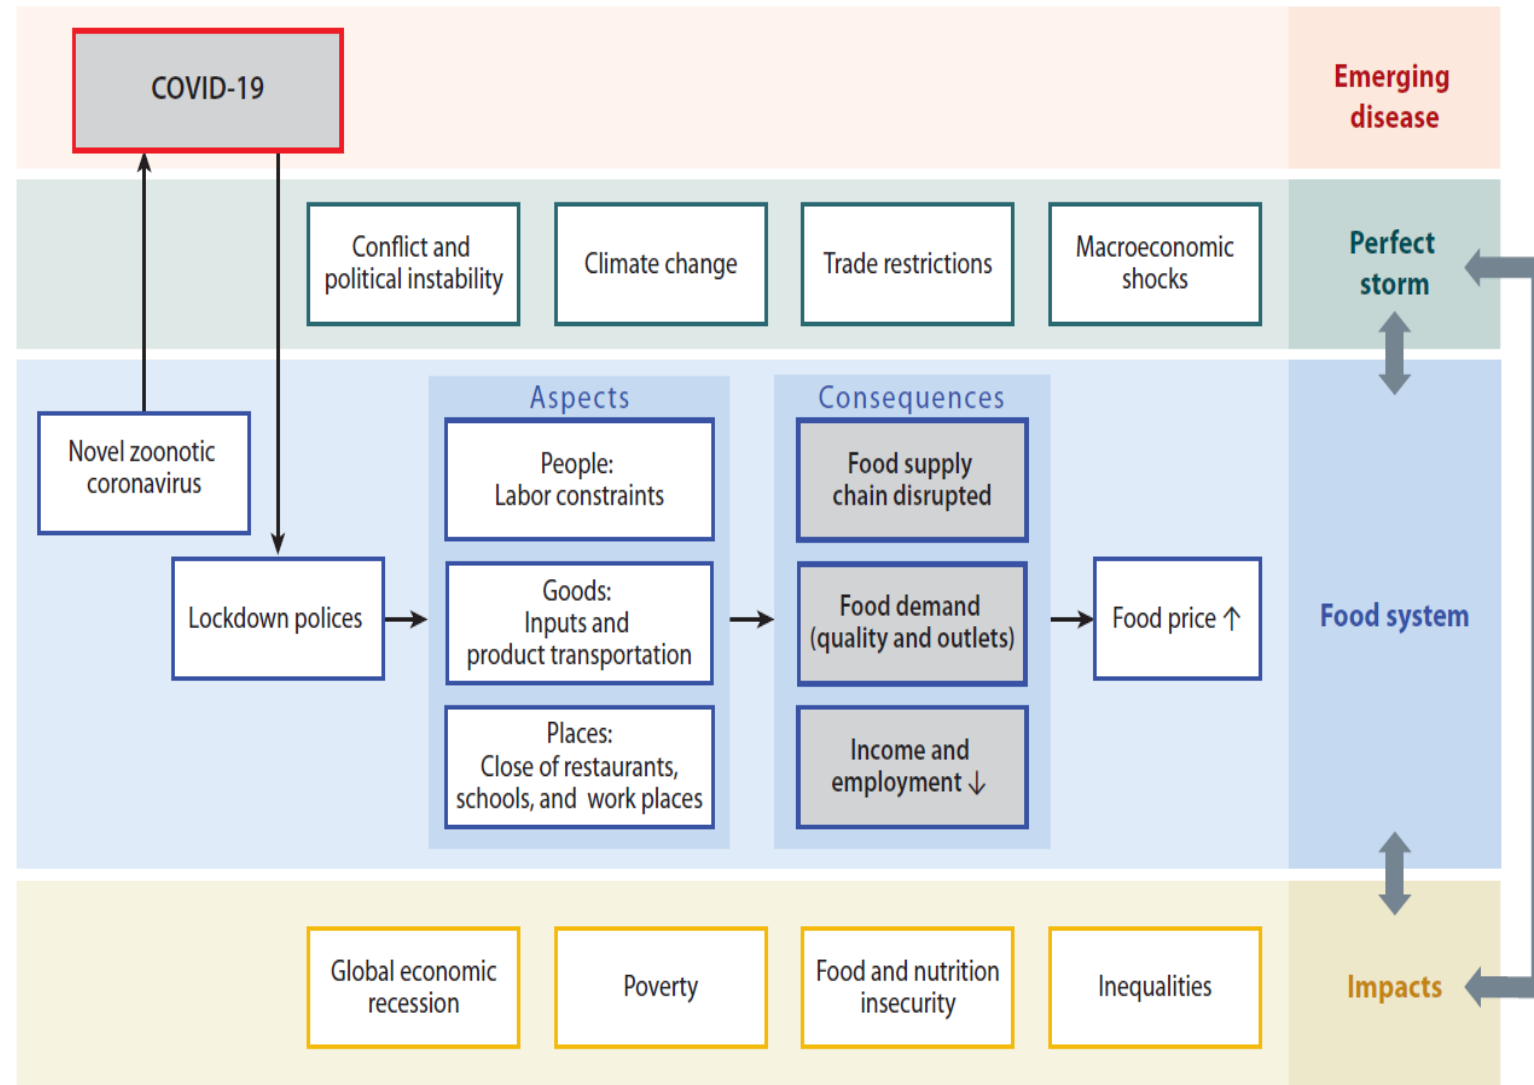 COVID-19
Emerging
disease
Conflict and
political instability
Climate change
Trade restrictions
Macroeconomic
shocks
Perfect
storm
Novel zoonotic
coronavirus
Lockdown polices
Aspects
People:
Labor constraints
Goods:
Inputs and
product transportation
Places:
Close of restaurants,
schools, and work places
Consequences
Food supply
chain disrupted
Food demand
(quality and outlets)
Income and
employment ↓
Food price ↑
Food system
Global economic
recession
Poverty
Food and nutrition
insecurity
Inequalities
Impacts